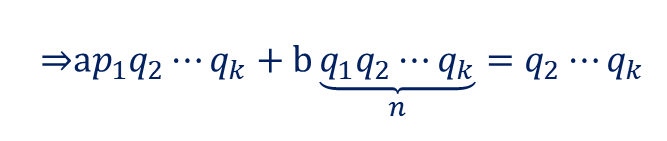 ⇒ap₁q₂ ⋯ qₖ + b q₁q₂ ⋯ qₖ = q₂ ⋯ qₖ
n